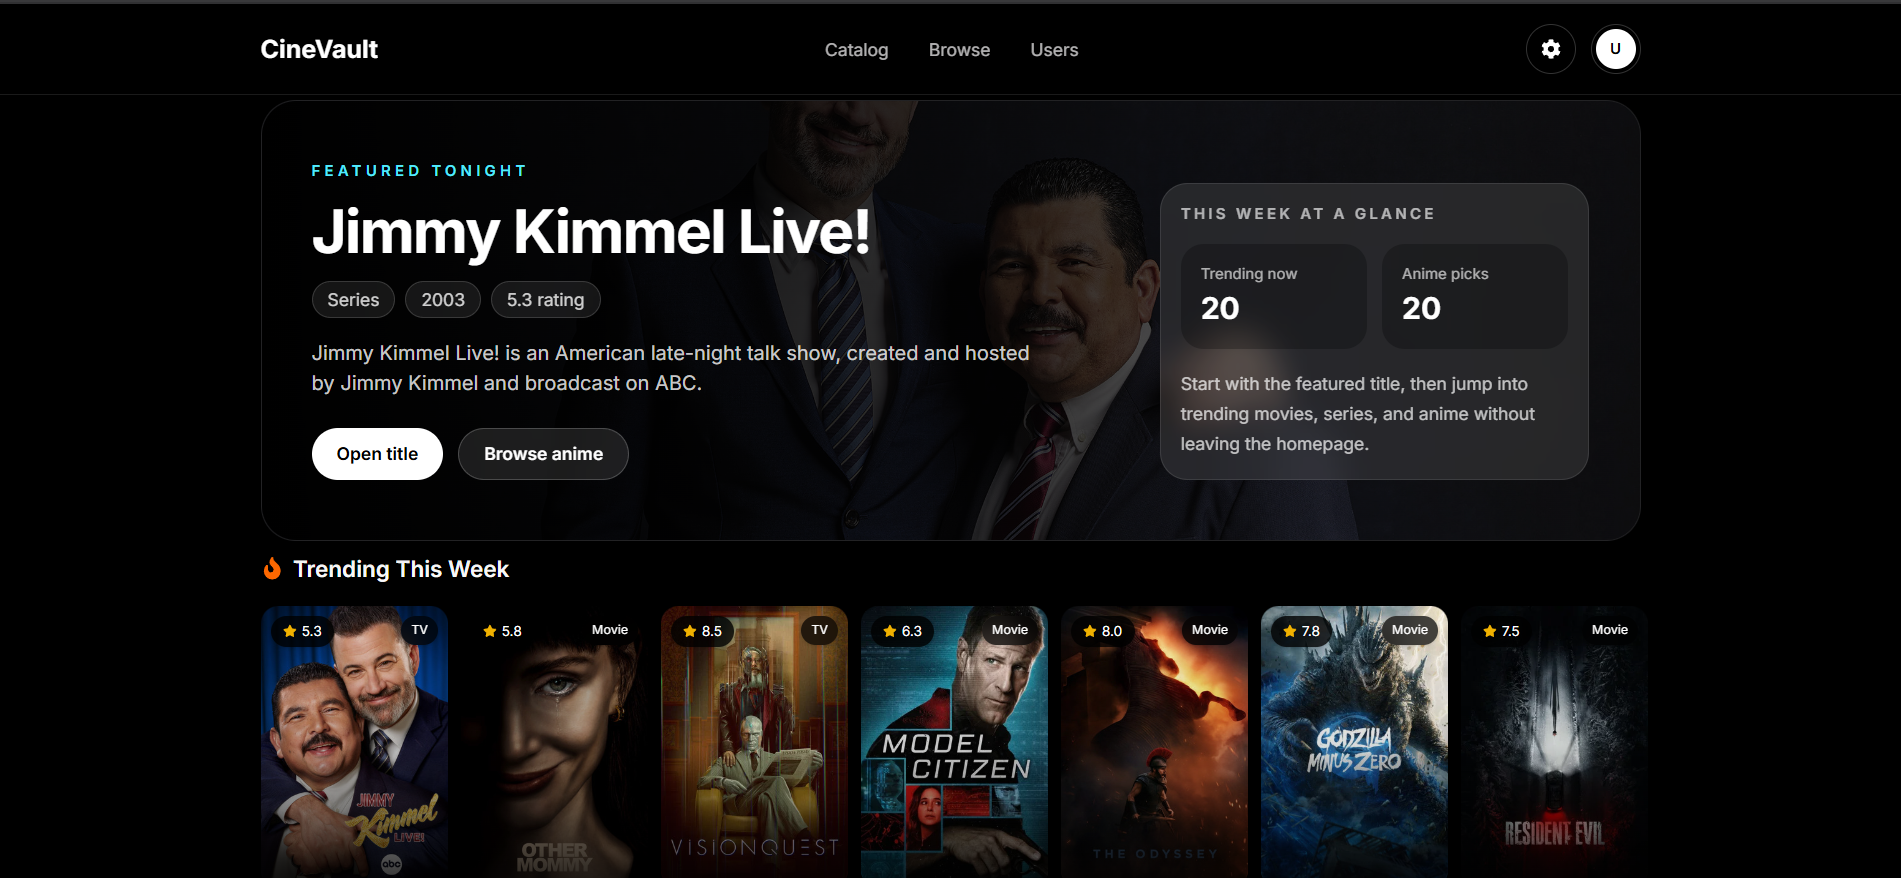 CineVault
Catalog
Browse
Users
U
FEATURED TONIGHT
Jimmy Kimmel Live!
Series
2003
5.3 rating
Jimmy Kimmel Live! is an American late-night talk show, created and hosted
by Jimmy Kimmel and broadcast on ABC.
Open title
Browse anime
THIS WEEK AT A GLANCE
Trending now
20
Anime picks
20
Start with the featured title, then jump into
trending movies, series, and anime without
leaving the homepage.
Trending This Week
5.3
TV
JIMMY
Kimmel
LIVE!
abc
5.8
Movie
OTHER
MOMMY
8.5
TV
VISIONQUEST
6.3
Movie
MODEL
CITIZEN
8.0
Movie
THE ODYSSEY
7.8
Movie
GODZILLA
MINUS ZERO
7.5
Movie
RESIDENT EVIL